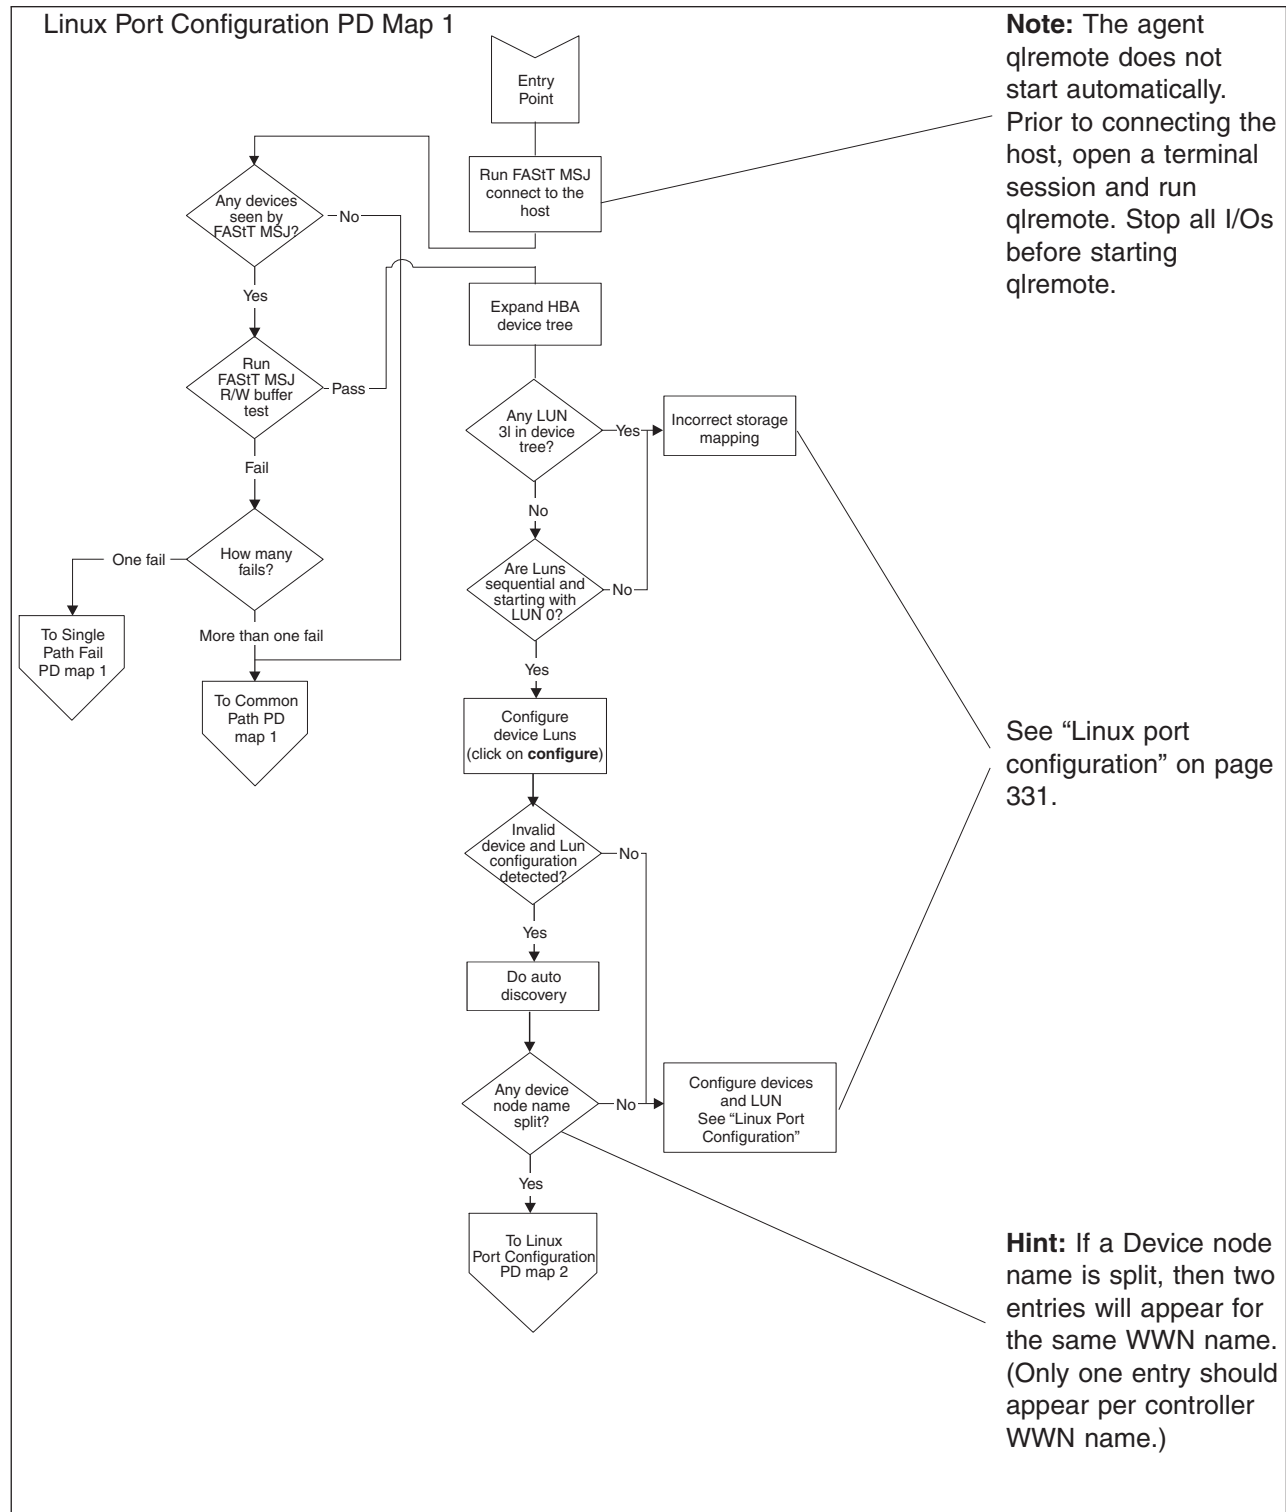 Linux Port Configuration PD Map 1
Entry
Point
Run FAStT MSJ
connect to the
host
Note: The agent
qlremote does not
start automatically.
Prior to connecting the
host, open a terminal
session and run
qlremote. Stop all I/Os
before starting
qlremote.
Any devices
seen by
FAStT MSJ?
No
Yes
Run
FAStT MSJ
R/W buffer
test
Pass
Fail
How many
fails?
One fail
To Single
Path Fail
PD map 1
More than one fail
To Common
Path PD
map 1
Expand HBA
device tree
Any LUN
3l in device
tree?
Yes
Incorrect storage
mapping
No
Are Luns
sequential and
starting with
LUN 0?
No
Yes
Configure
device Luns
(click on configure)
See “Linux port
configuration” on page
331.
Invalid
device and Lun
configuration
detected?
No
Yes
Do auto
discovery
Any device
node name
split?
No
Configure devices
and LUN
See “Linux Port
Configuration”
Yes
To Linux
Port Configuration
PD map 2
Hint: If a Device node
name is split, then two
entries will appear for
the same WWN name.
(Only one entry should
appear per controller
WWN name.)